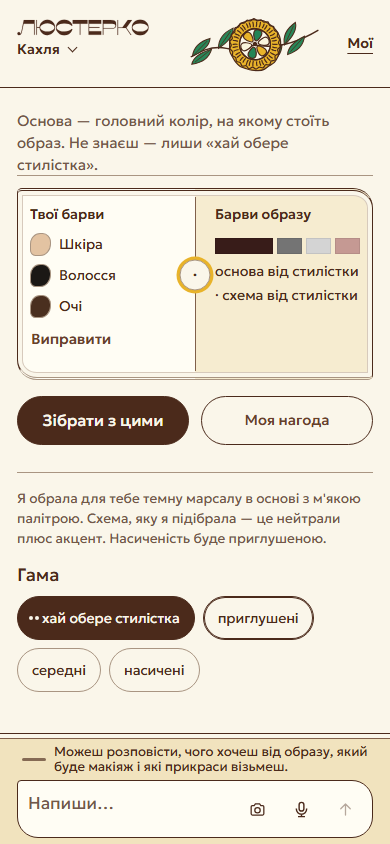 ЛЮСТЕРКО
Кахля
Мої
Основа — головний колір, на якому стоїть
образ. Не знаєш — лиши «хай обере
стилістка».
Твої барви
Шкіра
Волосся
Очі
Виправити
Барви образу
основа від стилістки
· схема від стилістки
Зібрати з цими
Моя нагода
Я обрала для тебе темну марсалу в основі з м'якою
палітрою. Схема, яку я підібрала — це нейтрали
плюс акцент. Насиченість буде приглушеною.
Гама
•• хай обере стилістка
приглушені
середні
насичені
Можеш розповісти, чого хочеш від образу, який
буде макіяж і які прикраси візьмеш.
Напиши...